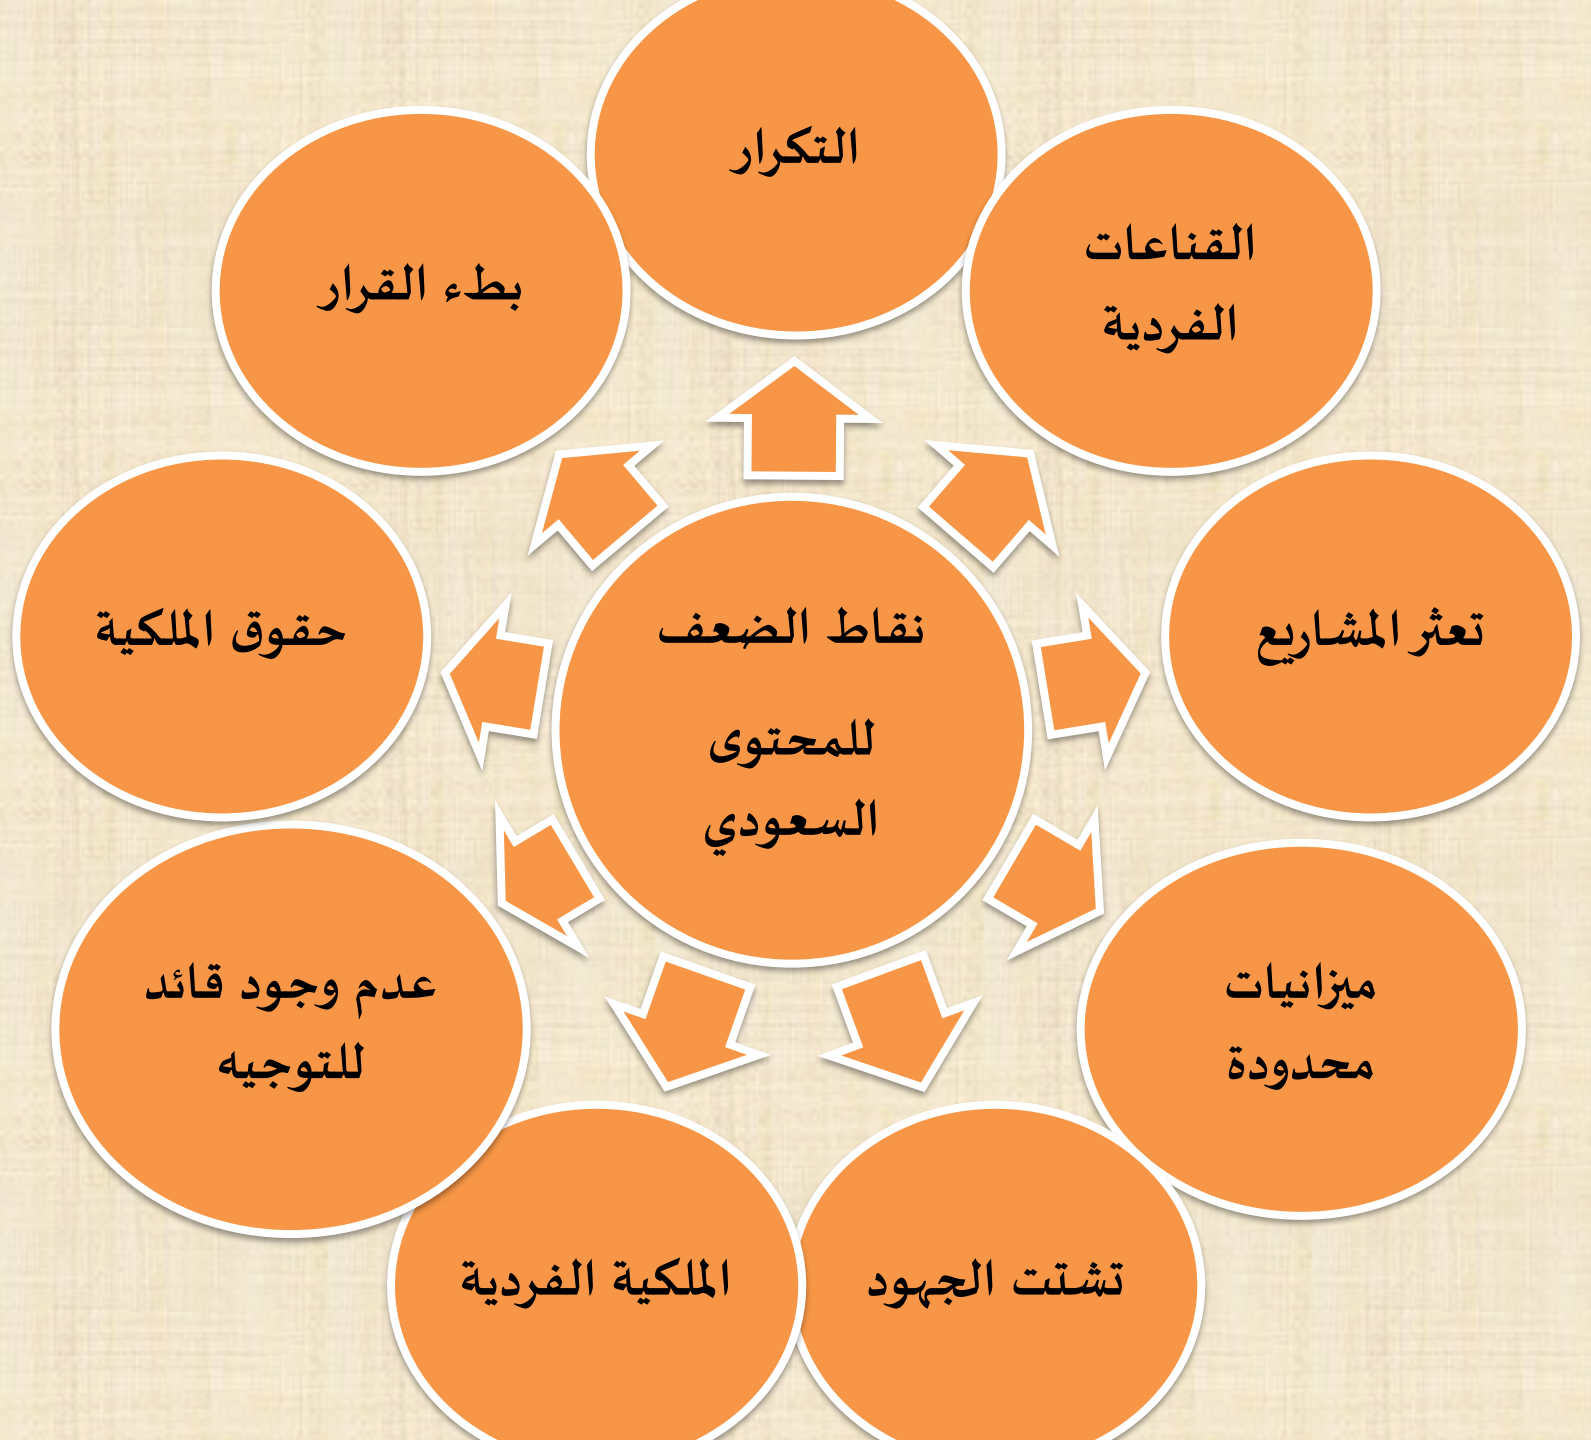 التكرار
القناعات
الفردية
بطء القرار
تعثر المشاريع
حقوق الملكية
نقاط الضعف
للمحتوى
السعودي
ميزانيات
محدودة
عدم وجود قائد
للتوجيه
تشتت الجهود
الملكية الفردية